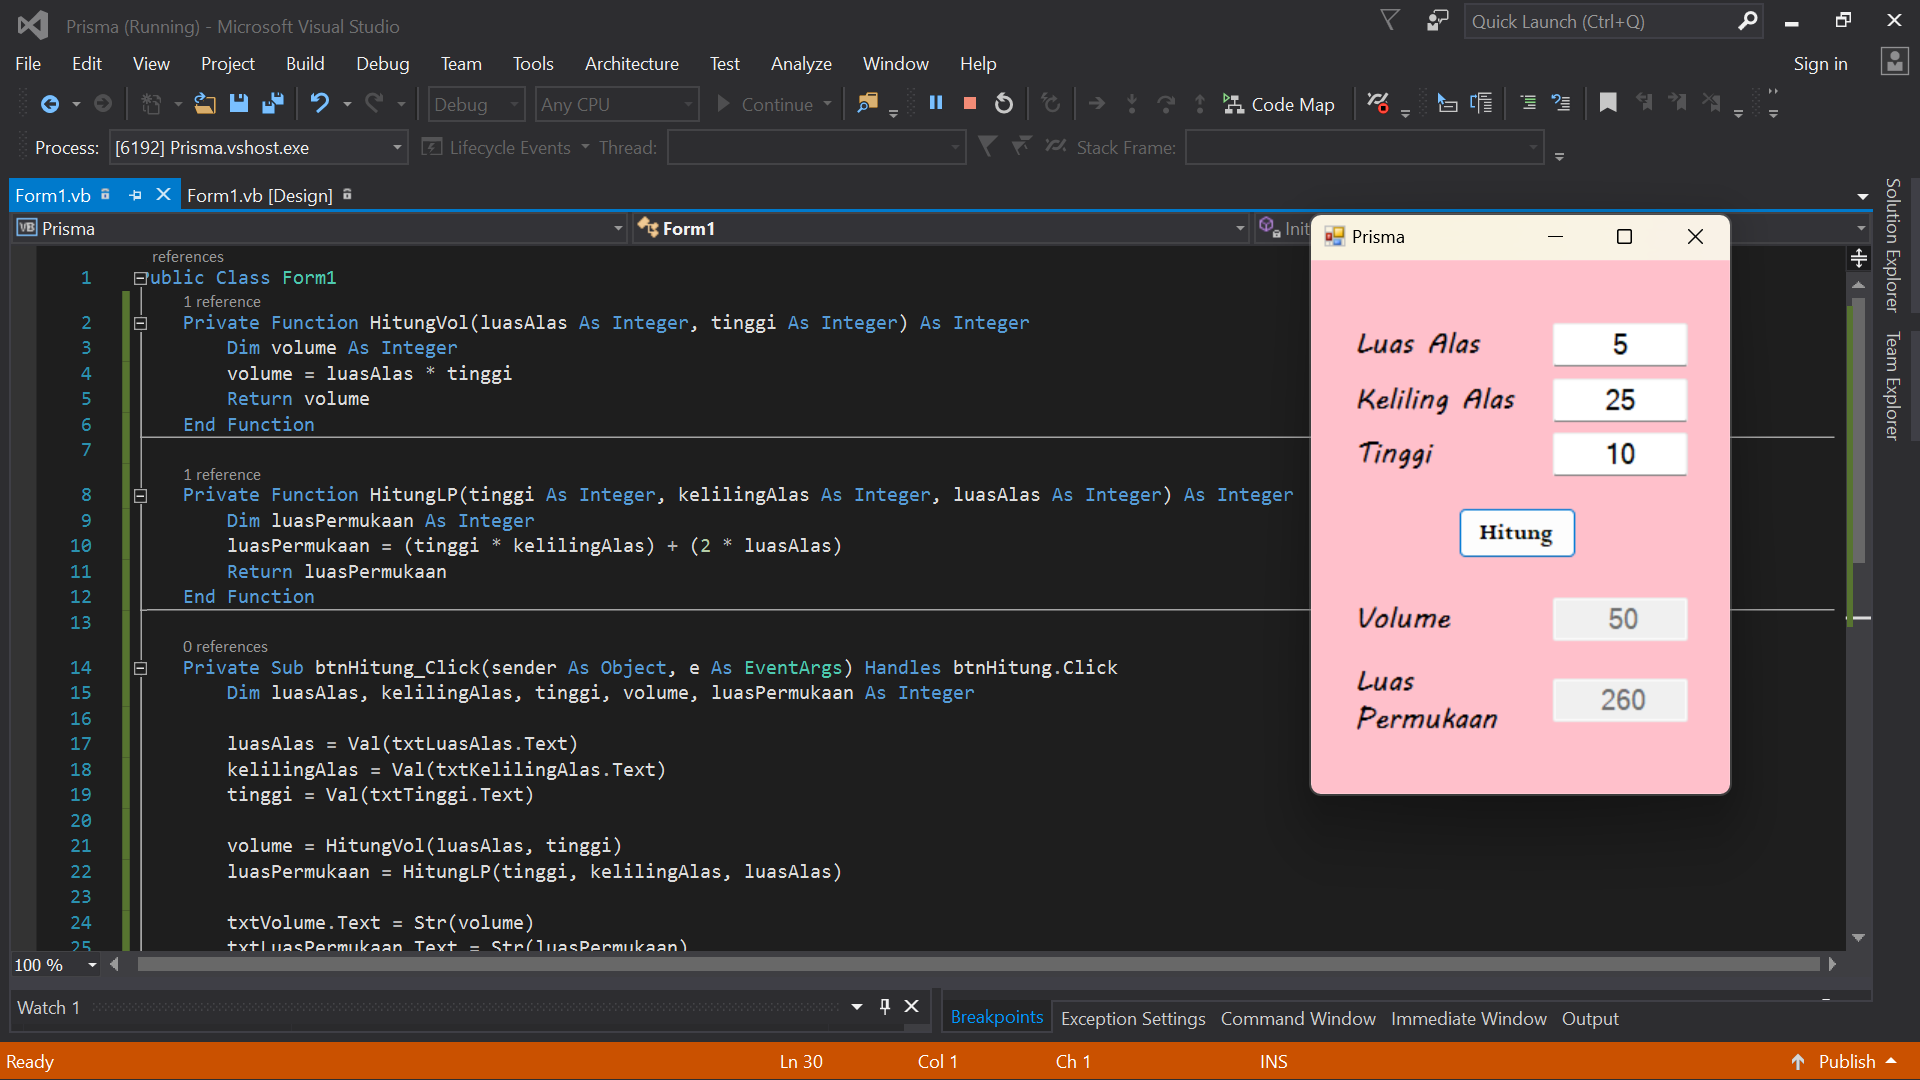 Prisma (Running) - Microsoft Visual Studio
Quick Launch (Ctrl+Q)
File Edit View Project Build Debug Team Tools Architecture Test Analyze Window Help
Sign in
Debug Any CPU Continue Code Map
Process: [6192] Prisma.vshost.exe Lifecycle Events Thread: Stack Frame:
Form1.vb Form1.vb [Design]
VB Prisma Form1 Init
references
1 ublic Class Form1
1 reference
2 Private Function HitungVol(luasAlas As Integer, tinggi As Integer) As Integer
3 Dim volume As Integer
4 volume = luasAlas * tinggi
5 Return volume
6 End Function
7
1 reference
8 Private Function HitungLP(tinggi As Integer, kelilingAlas As Integer, luasAlas As Integer) As Integer
9 Dim luasPermukaan As Integer
10 luasPermukaan = (tinggi * kelilingAlas) + (2 * luasAlas)
11 Return luasPermukaan
12 End Function
13
0 references
14 Private Sub btnHitung_Click(sender As Object, e As EventArgs) Handles btnHitung.Click
15 Dim luasAlas, kelilingAlas, tinggi, volume, luasPermukaan As Integer
16
17 luasAlas = Val(txtLuasAlas.Text)
18 kelilingAlas = Val(txtKelilingAlas.Text)
19 tinggi = Val(txtTinggi.Text)
20
21 volume = HitungVol(luasAlas, tinggi)
22 luasPermukaan = HitungLP(tinggi, kelilingAlas, luasAlas)
23
24 txtVolume.Text = Str(volume)
25 txtLuasPermukaan.Text = Str(luasPermukaan)
Prisma
Luas Alas 5
Keliling Alas 25
Tinggi 10
Hitung
Volume 50
Luas
Permukaan 260
Solution Explorer
Team Explorer
100 %
Watch 1
Breakpoints Exception Settings Command Window Immediate Window Output
Ready Ln 30 Col 1 Ch 1 INS Publish